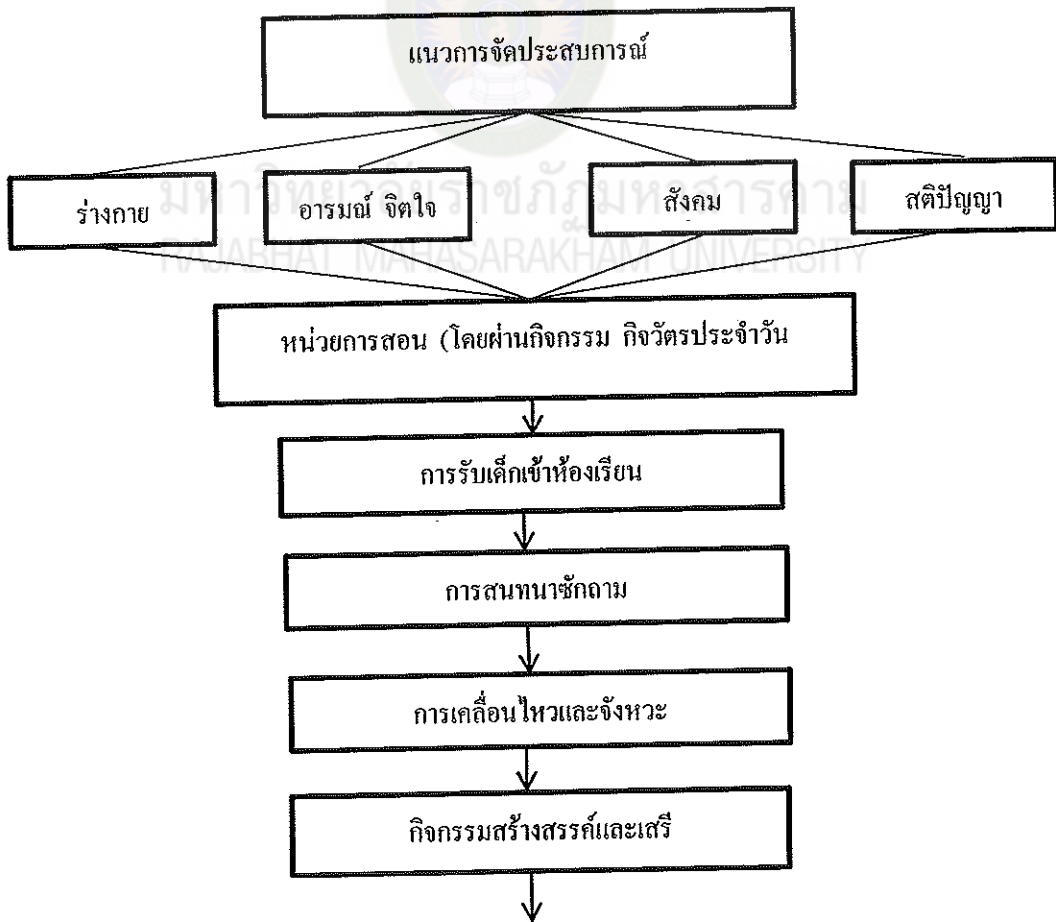 แนวการจัดประสบการณ์
ร่างกาย
อารมณ์ จิตใจ
สังคม
สติปัญญา
มหาวิทยาลัยราชภัฏมหาสารคาม
RAJABHAT MAHASARAKHAM UNIVERSITY
หน่วยการสอน (โดยผ่านกิจกรรม กิจวัตรประจำวัน
การรับเด็กเข้าห้องเรียน
การสนทนาซักถาม
การเคลื่อนไหวและจังหวะ
กิจกรรมสร้างสรรค์และเสรี